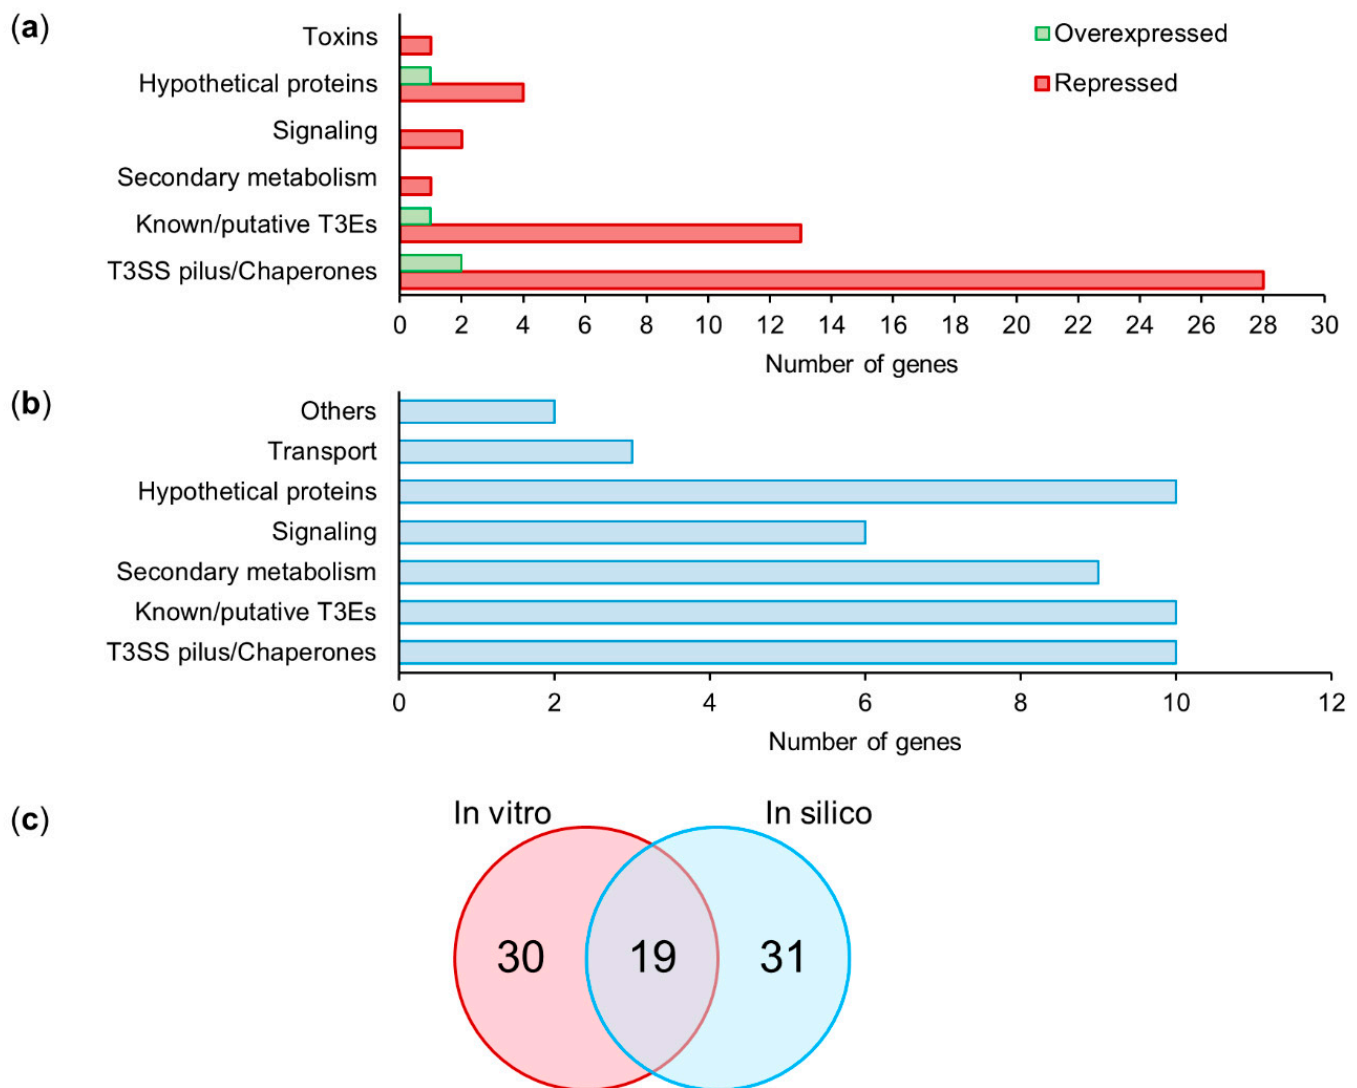 (a)
Overexpressed
Repressed
Toxins
Hypothetical proteins
Signaling
Secondary metabolism
Known/putative T3Es
T3SS pilus/Chaperones
0 2 4 6 8 10 12 14 16 18 20 22 24 26 28 30
Number of genes
(b)
Others
Transport
Hypothetical proteins
Signaling
Secondary metabolism
Known/putative T3Es
T3SS pilus/Chaperones
0 2 4 6 8 10 12
Number of genes
(c)
In vitro In silico
30 19 31